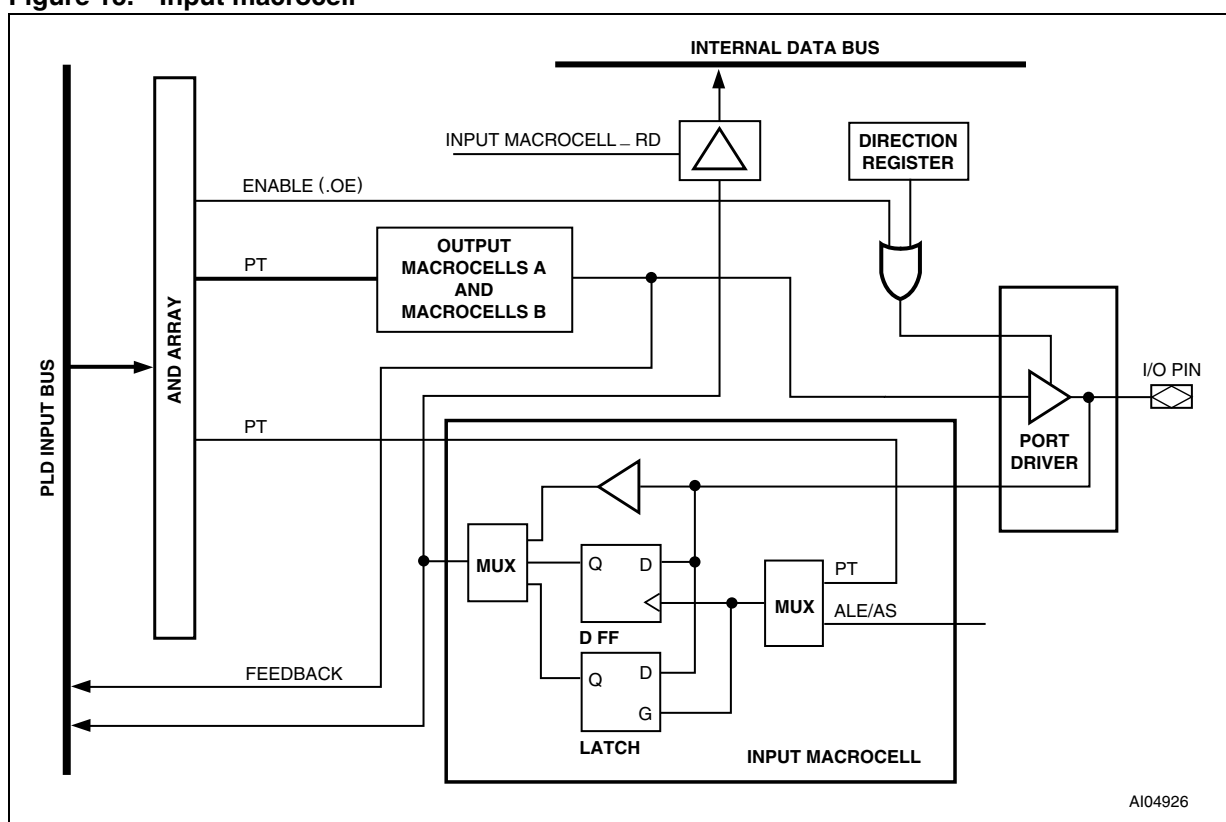 Figure 16. Input macrocell
INTERNAL DATA BUS
INPUT MACROCELL _ RD
DIRECTION
REGISTER
ENABLE (.OE)
OUTPUT
MACROCELLS A
AND
MACROCELLS B
PT
AND ARRAY
PLD INPUT BUS
I/O PIN
PORT
DRIVER
PT
MUX
Q
D
D FF
MUX
PT
ALE/AS
Q
D
G
LATCH
FEEDBACK
INPUT MACROCELL
AI04926